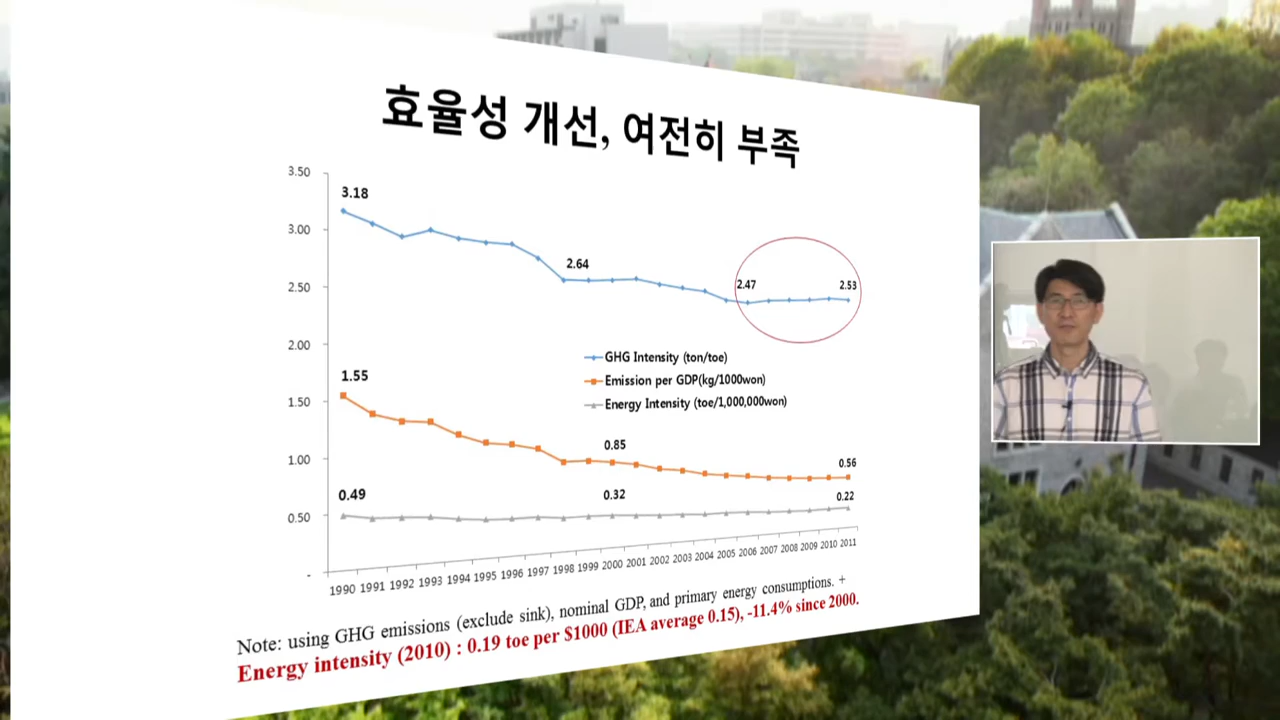 효율성 개선, 여전히 부족
3.50
3.00
2.50
2.00
1.50
1.00
0.50
-
3.18
2.64
2.47
2.53
GHG Intensity (ton/toe)
Emission per GDP(kg/1000won)
Energy Intensity (toe/1,000,000won)
1.55
0.85
0.56
0.49
0.32
0.22
1990 1991 1992 1993 1994 1995 1996 1997 1998 1999 2000 2001 2002 2003 2004 2005 2006 2007 2008 2009 2010 2011
Note: using GHG emissions (exclude sink), nominal GDP, and primary energy consumptions. +
Energy intensity (2010) : 0.19 toe per $1000 (IEA average 0.15), -11.4% since 2000.